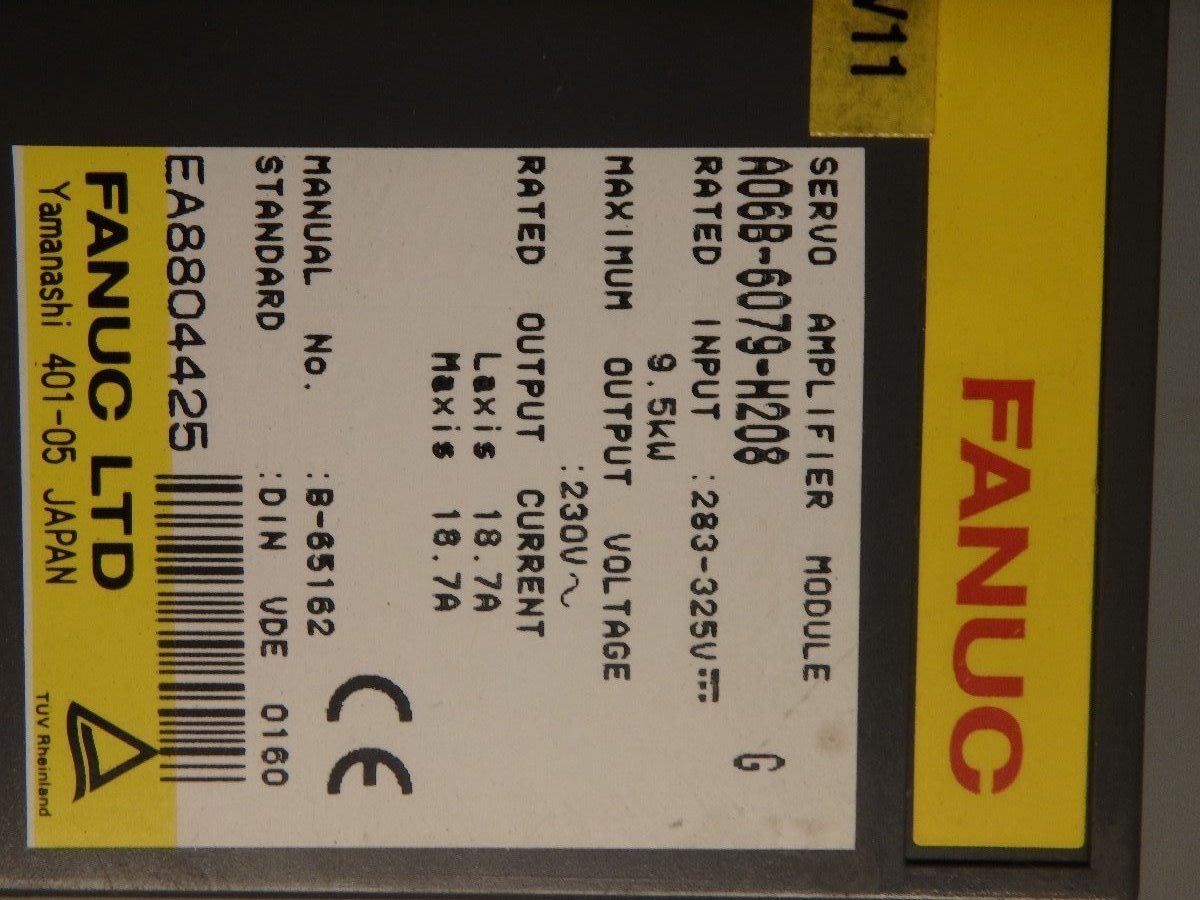 V11
FANUC
SERVO AMPLIFIER MODULE
A06B-6079-H208 G
RATED INPUT :283-325V
9.5kW
MAXIMUM OUTPUT VOLTAGE
:230V~
RATED OUTPUT CURRENT
Laxis 18.7A
Maxis 18.7A
MANUAL No. :B-65162
STANDARD :DIN VDE 0160
CE
EA8804425
FANUC LTD
Yamanashi 401-05 JAPAN
TUV Rheinland